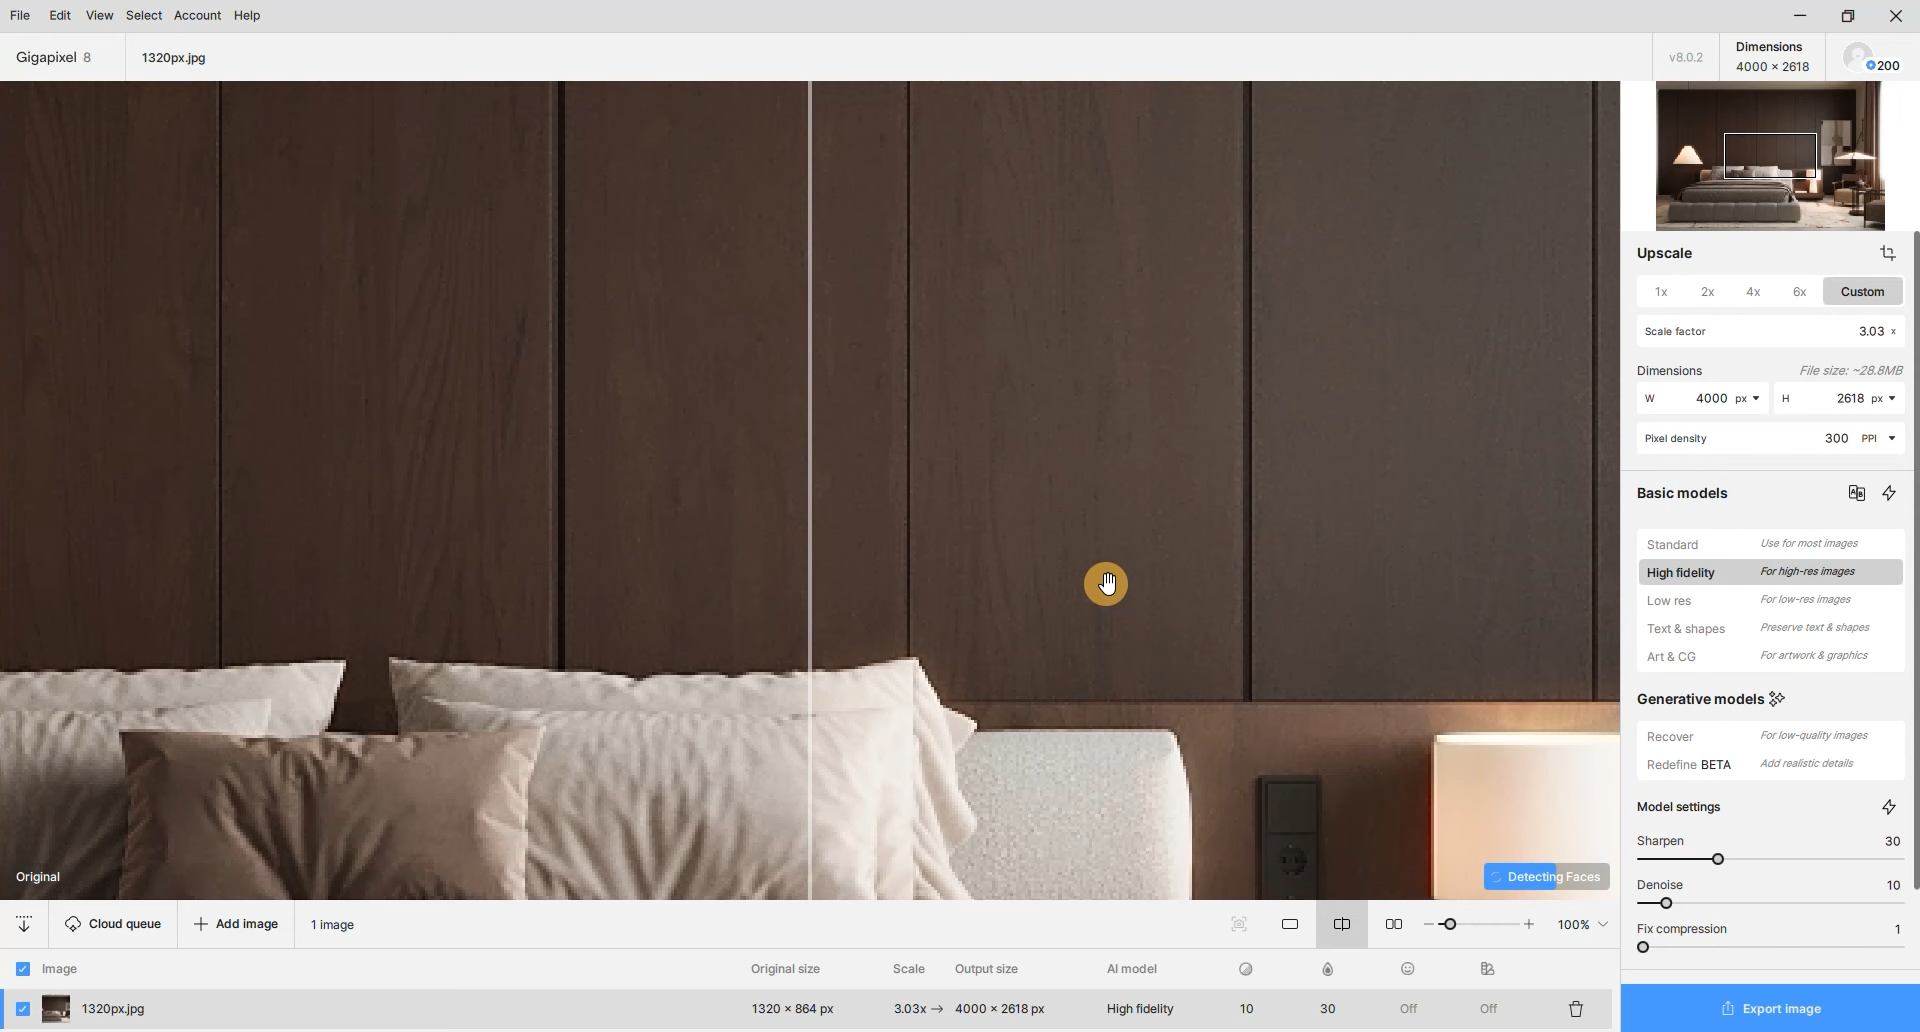 File Edit View Select Account Help
Gigapixel 8 1320px.jpg v8.0.2 Dimensions 4000 × 2618 200
Upscale
1x 2x 4x 6x Custom
Scale factor 3.03 x
Dimensions File size: ~28.8MB
W 4000 px H 2618 px
Pixel density 300 PPI
Basic models
Standard Use for most images
High fidelity For high-res images
Low res For low-res images
Text & shapes Preserve text & shapes
Art & CG For artwork & graphics
Generative models
Recover For low-quality images
Redefine BETA Add realistic details
Model settings
Sharpen 30
Denoise 10
Fix compression 1
Original Detecting Faces
Cloud queue Add image 1 image 100%
Image Original size Scale Output size AI model
1320px.jpg 1320 × 864 px 3.03x → 4000 × 2618 px High fidelity 10 30 Off Off
Export image